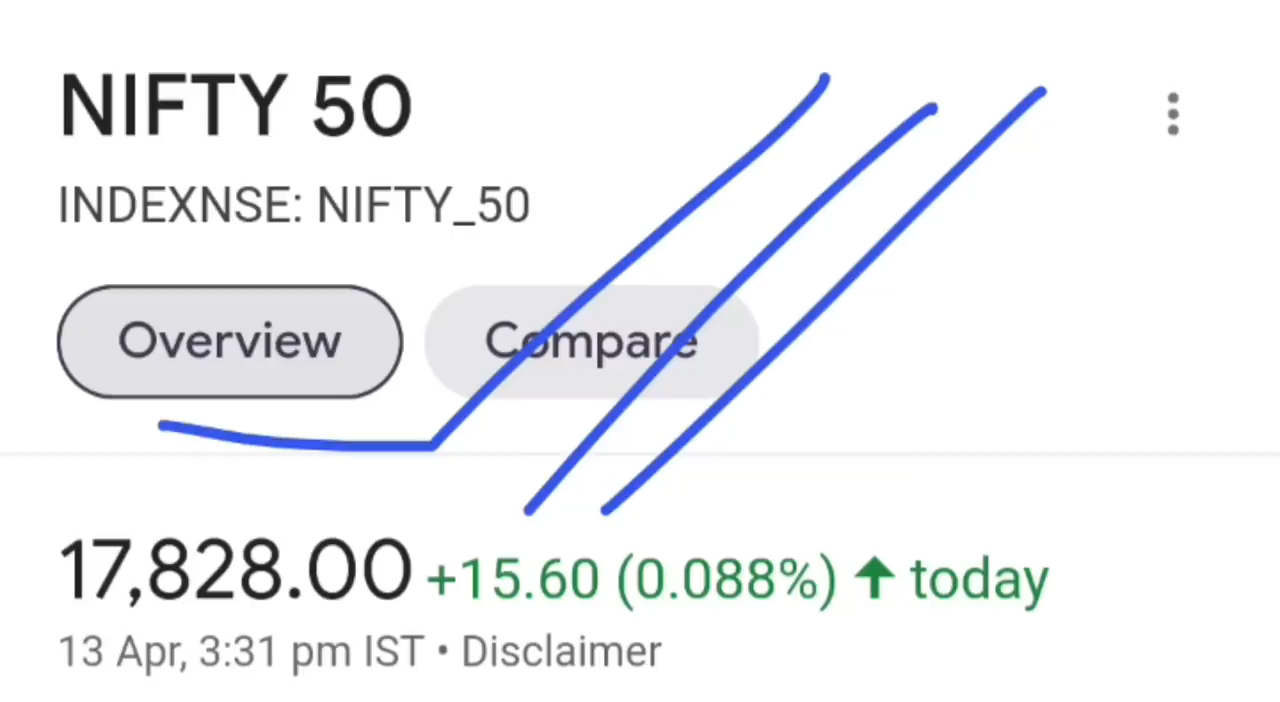 NIFTY 50
INDEXNSE: NIFTY_50
Overview Compare
17,828.00 +15.60 (0.088%) ↑ today
13 Apr, 3:31 pm IST • Disclaimer